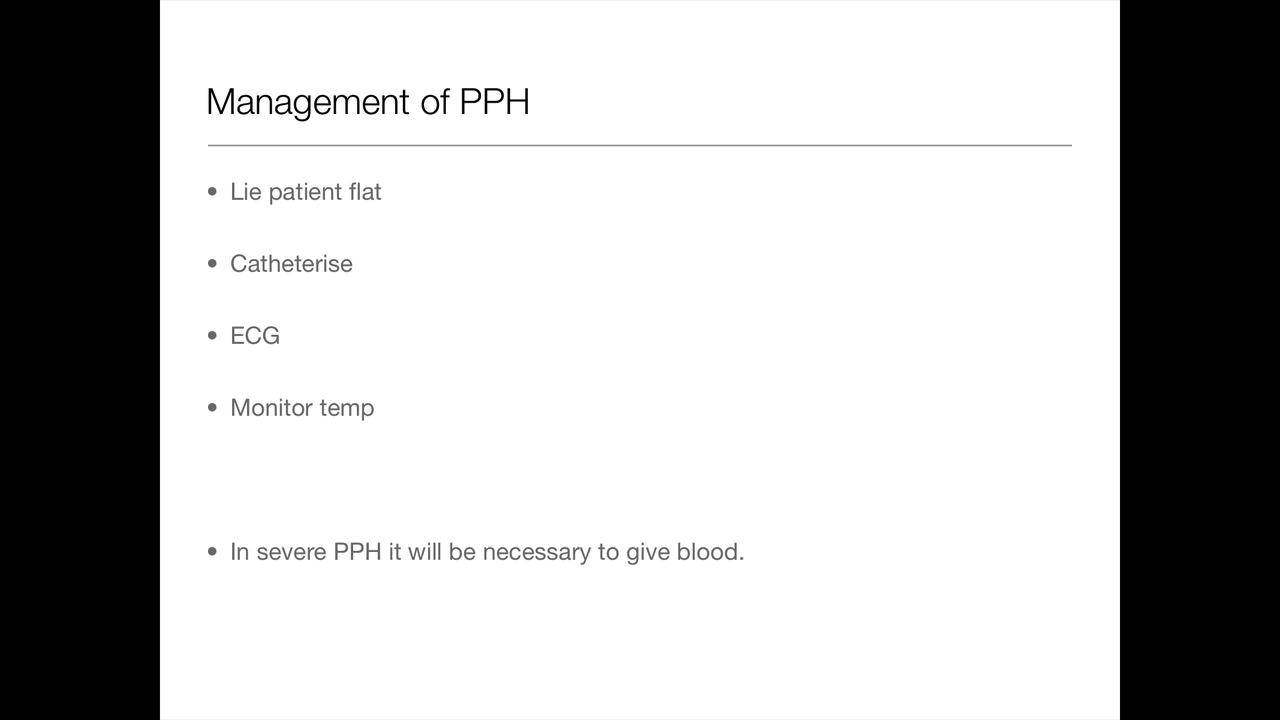 Management of PPH
• Lie patient flat
• Catheterise
• ECG
• Monitor temp
• In severe PPH it will be necessary to give blood.